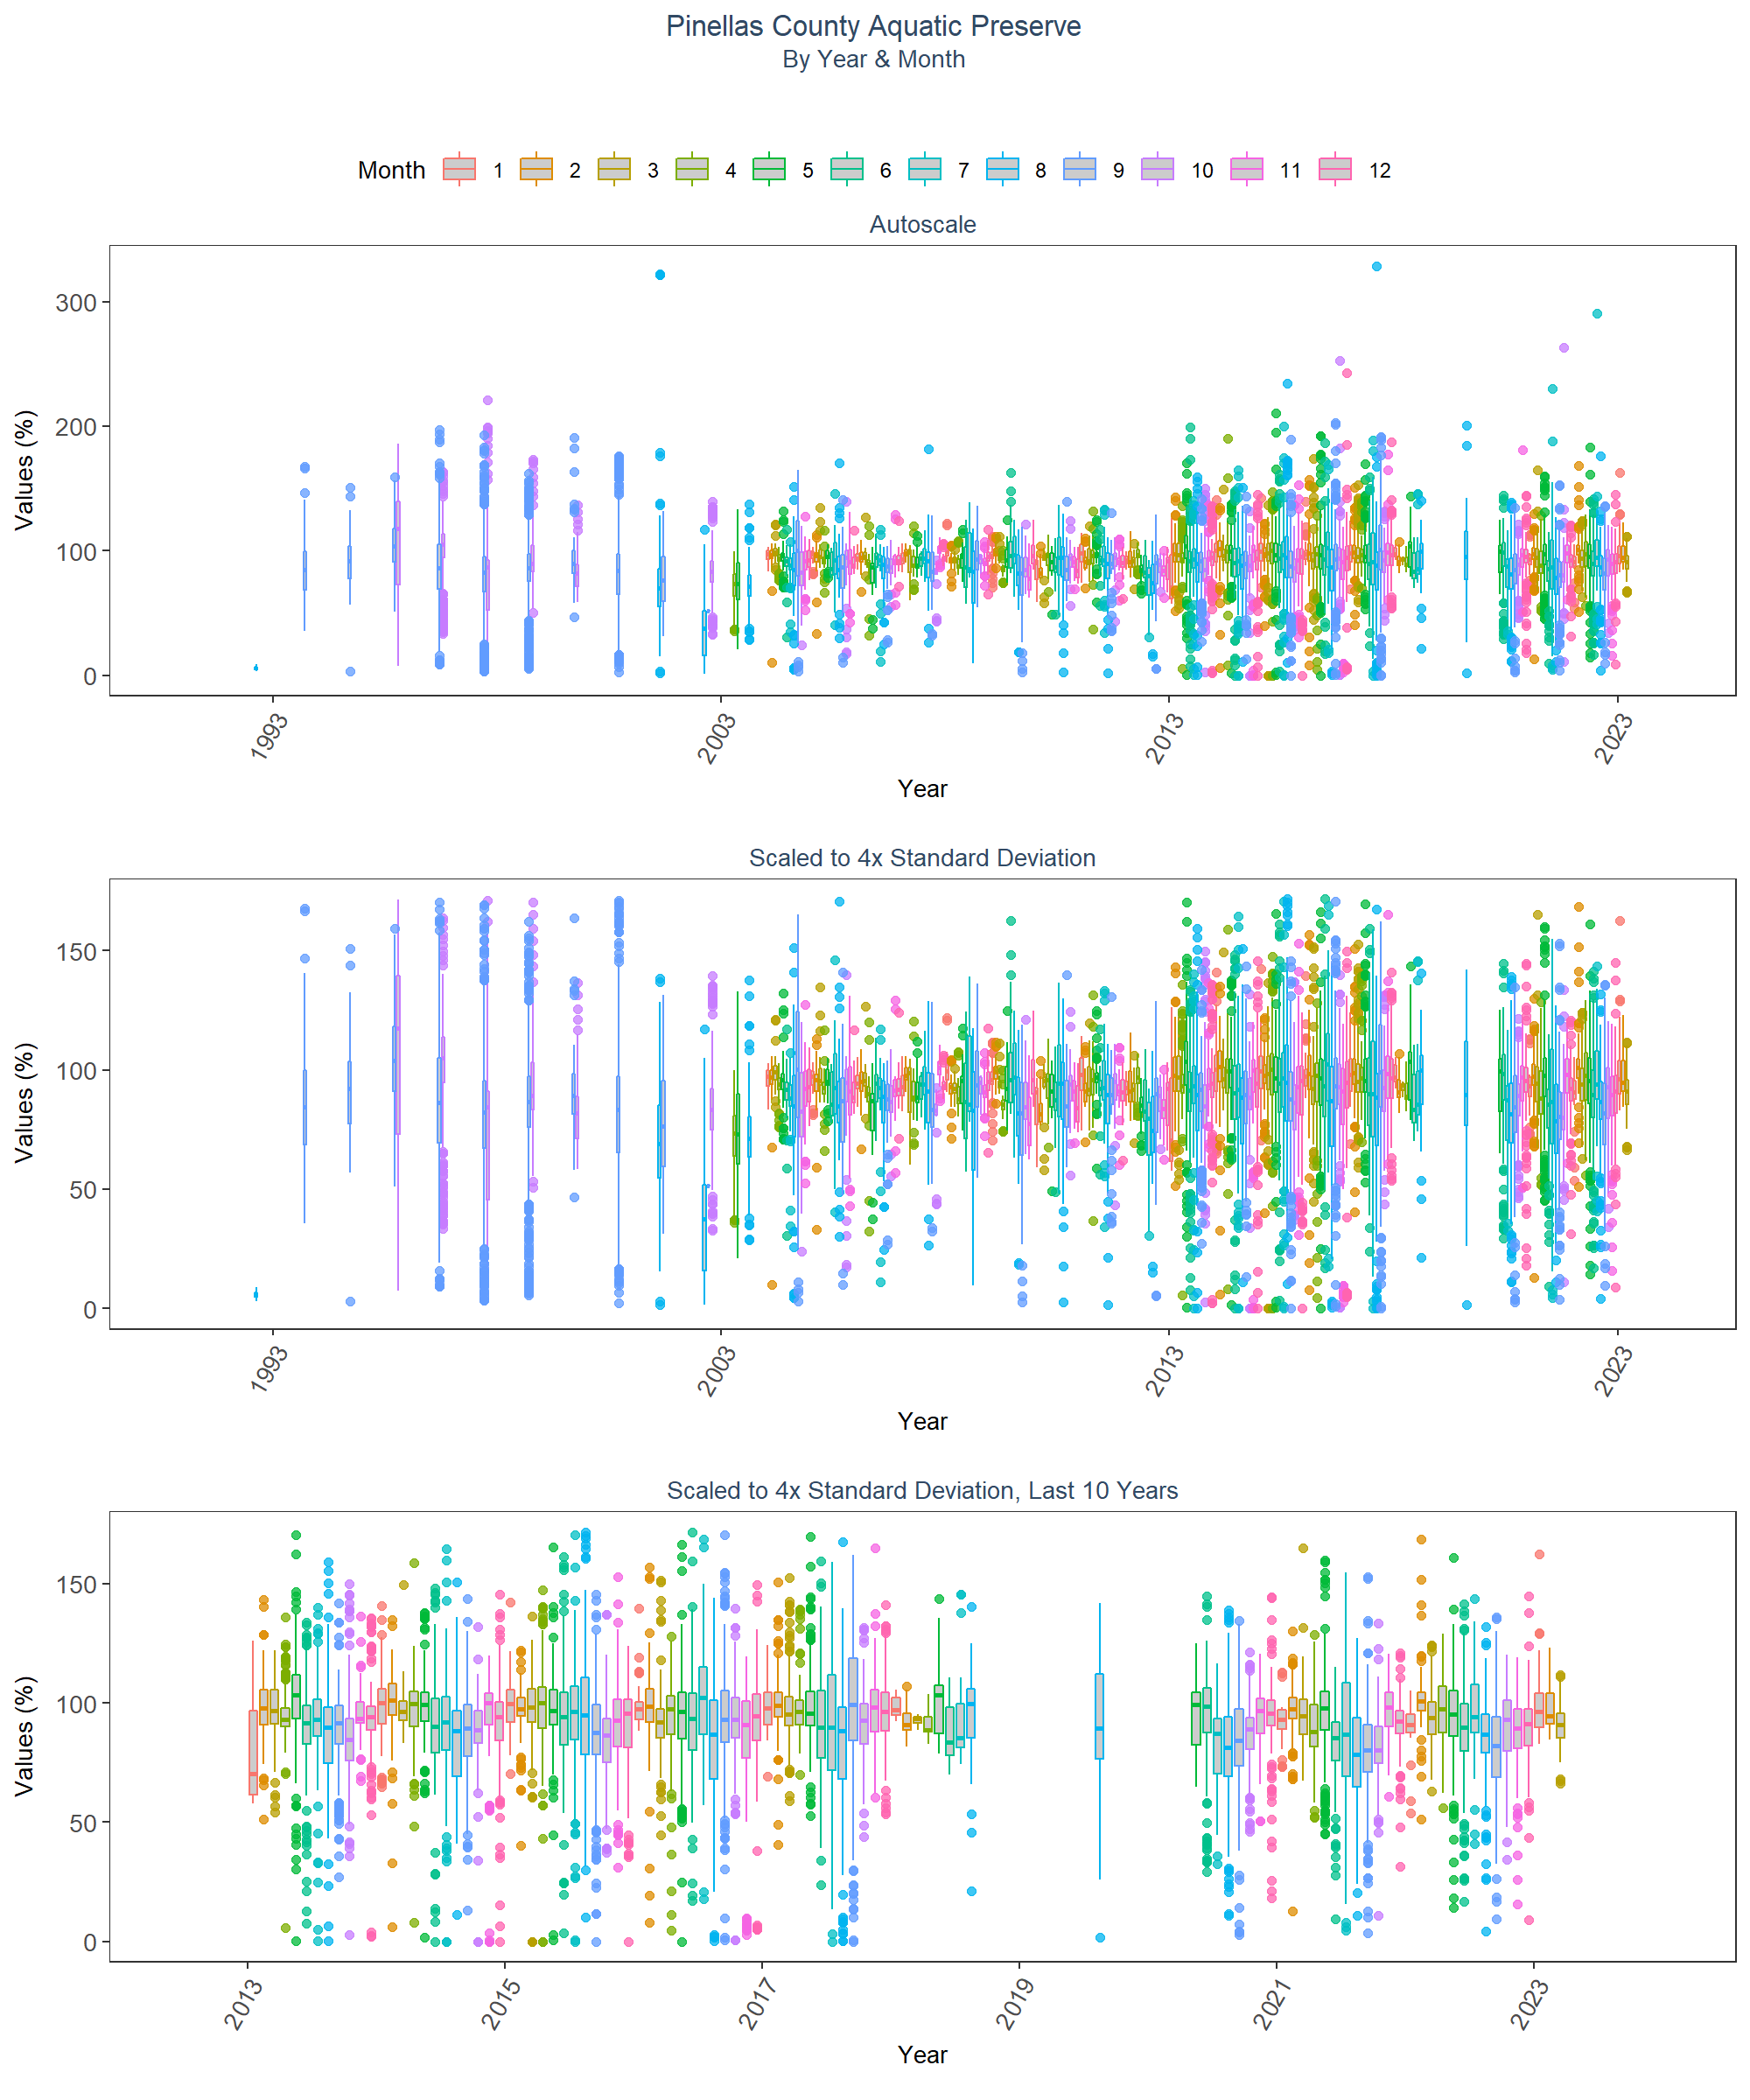 Pinellas County Aquatic Preserve
By Year & Month
Month 1 2 3 4 5 6 7 8 9 10 11 12
Autoscale
Values (%)
300
200
100
0
1993 2003 2013 2023
Year
Scaled to 4x Standard Deviation
Values (%)
150
100
50
0
1993 2003 2013 2023
Year
Scaled to 4x Standard Deviation, Last 10 Years
Values (%)
150
100
50
0
2013 2015 2017 2019 2021 2023
Year